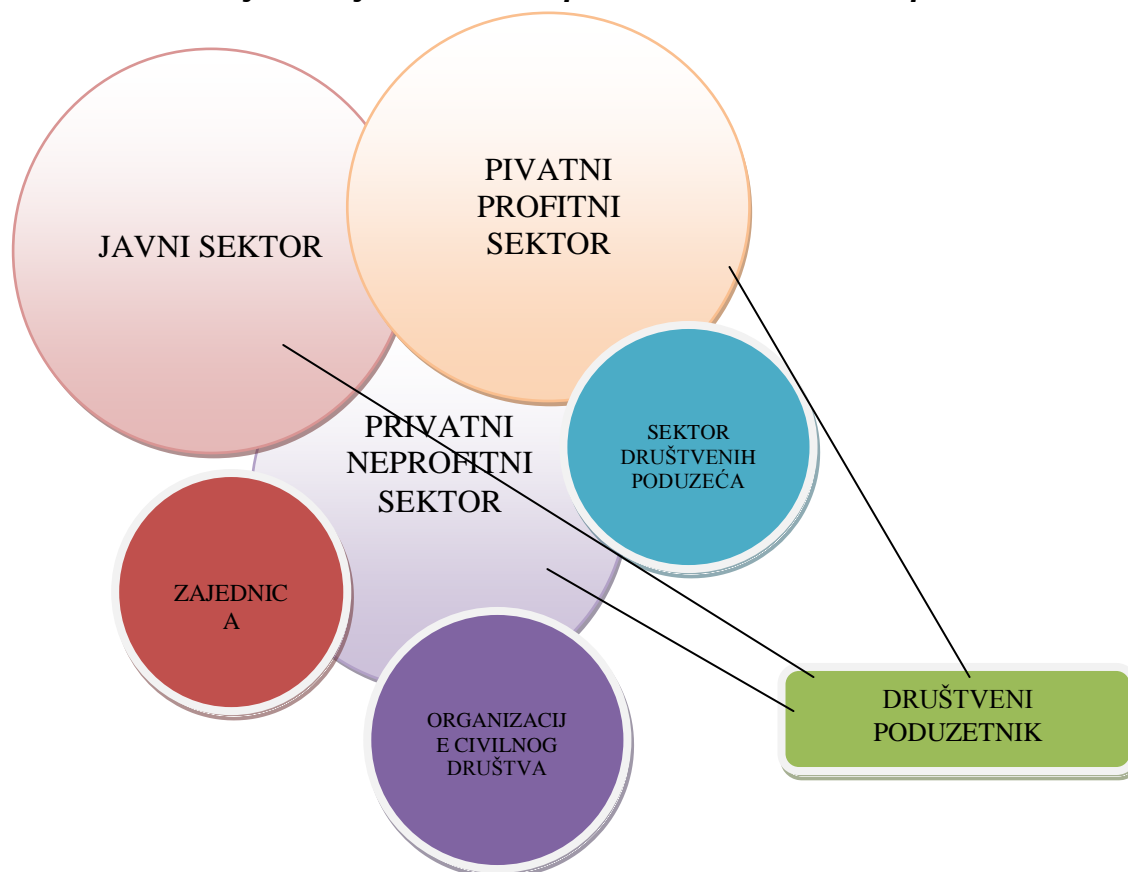 PIVATNI
PROFITNI
SEKTOR
JAVNI SEKTOR
PRIVATNI
NEPROFITNI
SEKTOR
SEKTOR
DRUŠTVENIH
PODUZEĆA
ZAJEDNIC
A
ORGANIZACIJ
E CIVILNOG
DRUŠTVA
DRUŠTVENI
PODUZETNIK